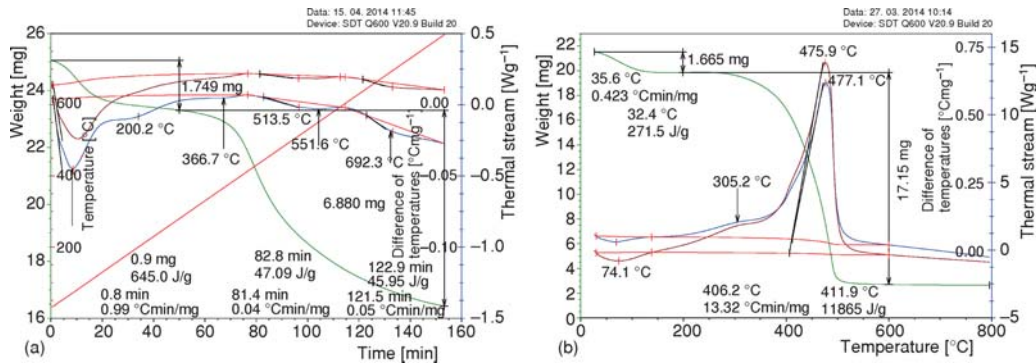 Data: 15. 04. 2014 11:45
Device: SDT Q600 V20.9 Build 20
Weight [mg]
26
24
22
20
18
16
600
400
200
Temperature [°C]
1.749 mg
200.2 °C
366.7 °C
513.5 °C
551.6 °C
692.3 °C
6.880 mg
0.9 mg
645.0 J/g
0.8 min
0.99 °Cmin/mg
82.8 min
47.09 J/g
81.4 min
0.04 °Cmin/mg
122.9 min
45.95 J/g
121.5 min
0.05 °Cmin/mg
Difference of
temperatures [°Cmg⁻¹]
0.00
−0.05
−0.10
0.5
0.0
−0.5
−1.0
−1.5
Thermal stream [Wg⁻¹]
0 20 40 60 80 100 120 140 160
Time [min]
(a)
Data: 27. 03. 2014 10:14
Device: SDT Q600 V20.9 Build 20
Weight [mg]
22
20
18
16
14
12
10
8
6
4
2
0
1.665 mg
35.6 °C
0.423 °Cmin/mg
32.4 °C
271.5 J/g
475.9 °C
477.1 °C
305.2 °C
74.1 °C
17.15 mg
406.2 °C
13.32 °Cmin/mg
411.9 °C
11865 J/g
Difference of
temperatures [°Cmg⁻¹]
0.75
0.50
0.25
0.00
15
10
5
0
−5
Thermal stream [Wg⁻¹]
0 200 400 600 800
Temperature [°C]
(b)